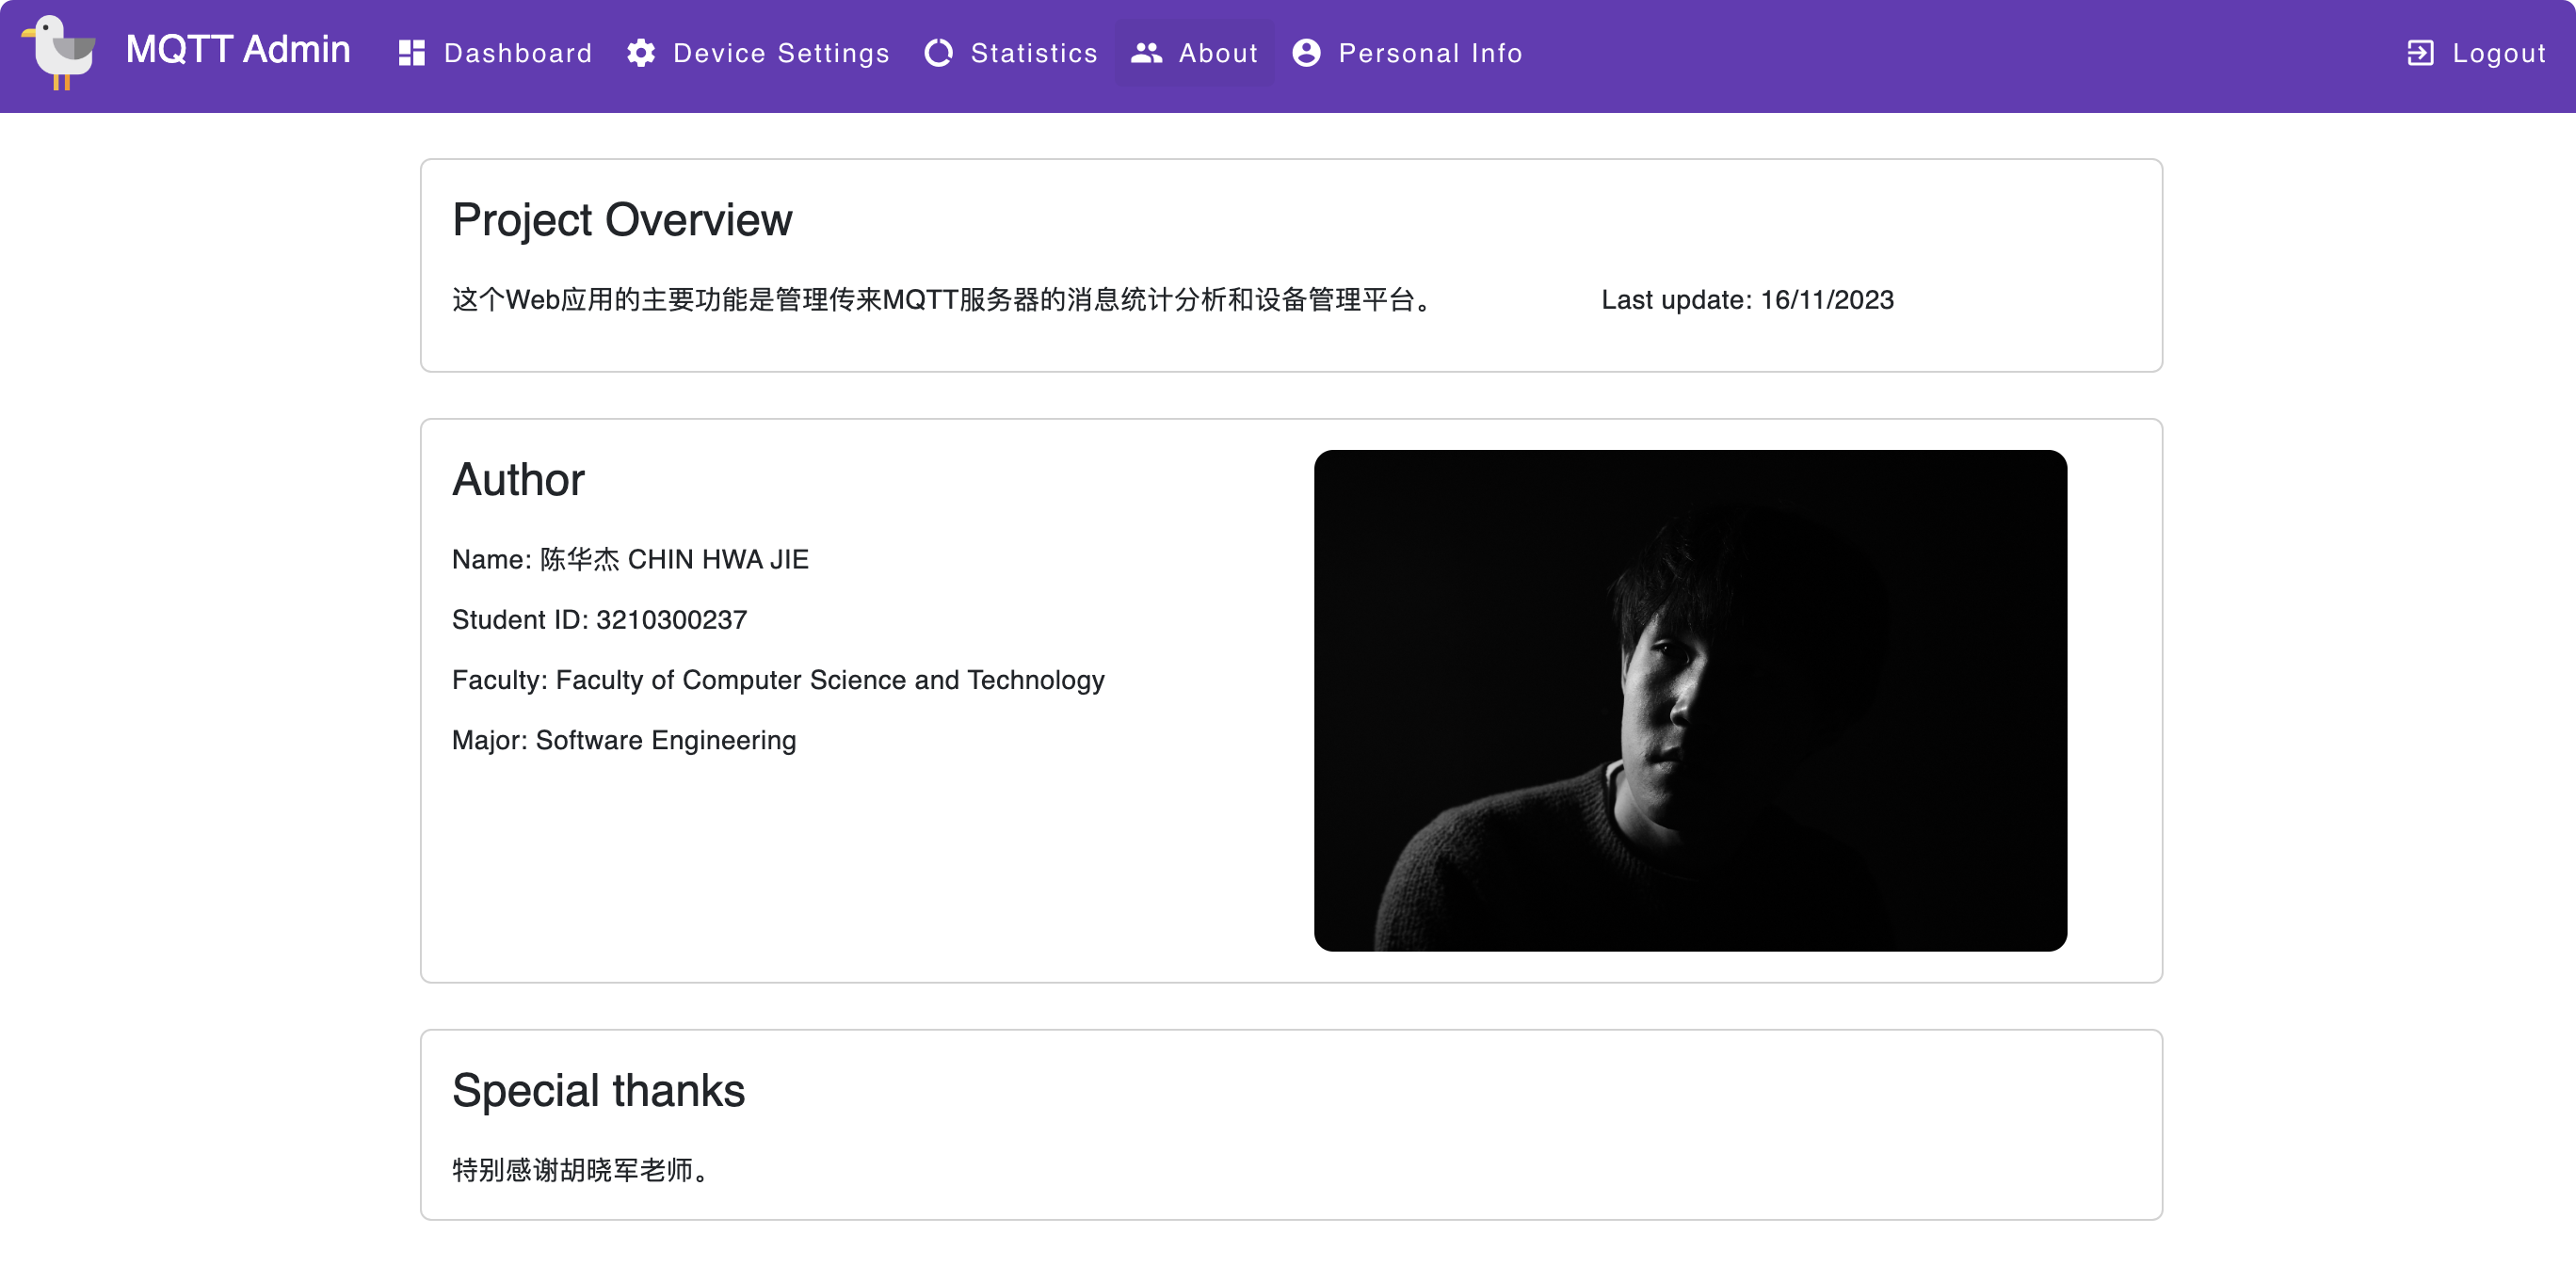 MQTT Admin
Dashboard
Device Settings
Statistics
About
Personal Info
Logout
Project Overview
这个Web应用的主要功能是管理传来MQTT服务器的消息统计分析和设备管理平台。
Last update: 16/11/2023
Author
Name: 陈华杰 CHIN HWA JIE
Student ID: 3210300237
Faculty: Faculty of Computer Science and Technology
Major: Software Engineering
Special thanks
特别感谢胡晓军老师。